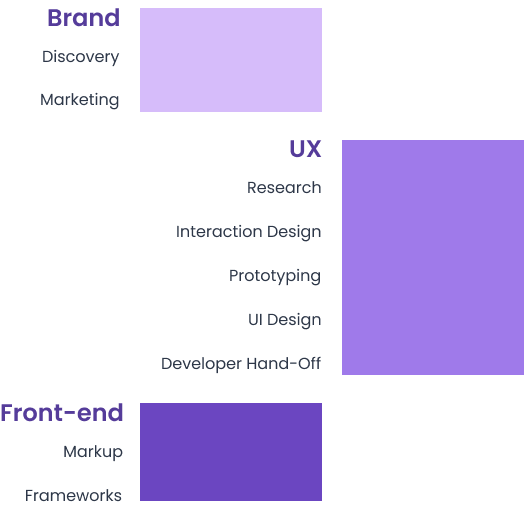 Brand
Discovery
Marketing
UX
Research
Interaction Design
Prototyping
UI Design
Developer Hand-Off
Front-end
Markup
Frameworks